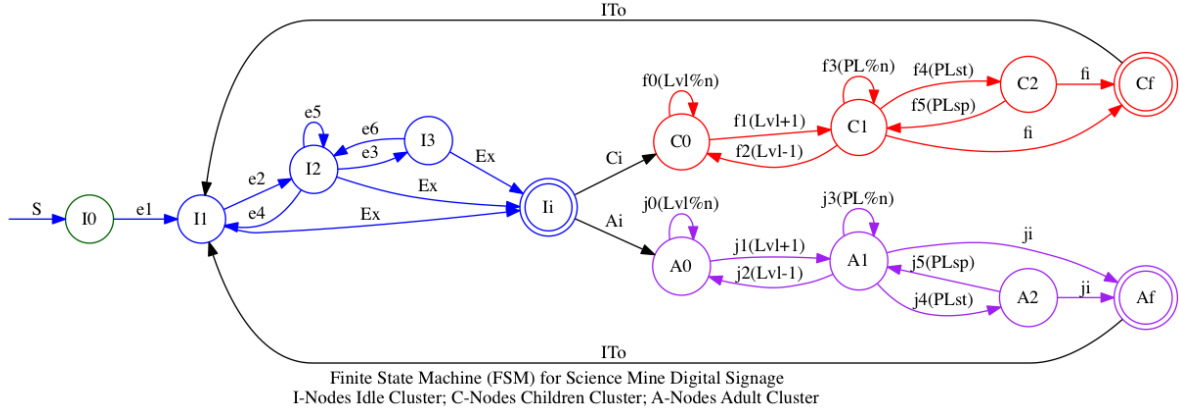 ITo
f3(PL%n)
f4(PLst)
fi
f0(Lvl%n)
C2
Cf
f5(PLsp)
e5
f1(Lvl+1)
C1
fi
e6
I3
C0
f2(Lvl-1)
e3
I2
Ex
Ci
e2
Ex
j3(PL%n)
S
I0
e1
I1
e4
Ex
Ii
j0(Lvl%n)
Ai
ji
j1(Lvl+1)
A0
A1
j5(PLsp)
j2(Lvl-1)
ji
j4(PLst)
A2
Af
ITo
Finite State Machine (FSM) for Science Mine Digital Signage
I-Nodes Idle Cluster; C-Nodes Children Cluster; A-Nodes Adult Cluster